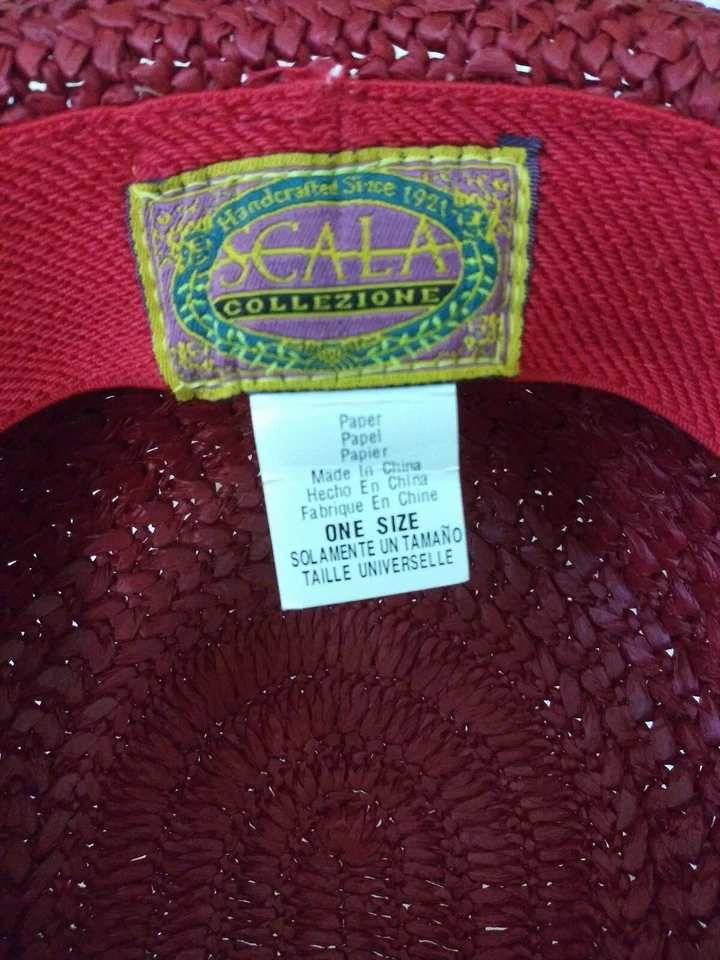 Handcrafted Since 1921
SCALA
COLLEZIONE
Paper
Papel
Papier
Made In China
Hecho En China
Fabrique En Chine
ONE SIZE
SOLAMENTE UN TAMAÑO
TAILLE UNIVERSELLE